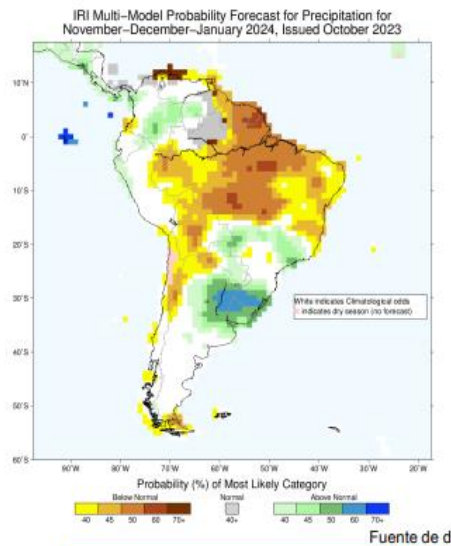 IRI Multi-Model Probability Forecast for Precipitation for
November-December-January 2024, Issued October 2023
10˚N
0˚
10˚S
20˚S
30˚S
White indicates Climatological odds
indicates dry season (no forecast)
40˚S
50˚S
60˚S
90˚W 80˚W 70˚W 60˚W 50˚W 40˚W 30˚W 20˚W
Probability (%) of Most Likely Category
Below Normal Normal Above Normal
40 45 50 60 70+ 40+ 40 45 50 60 70+
Fuente de d